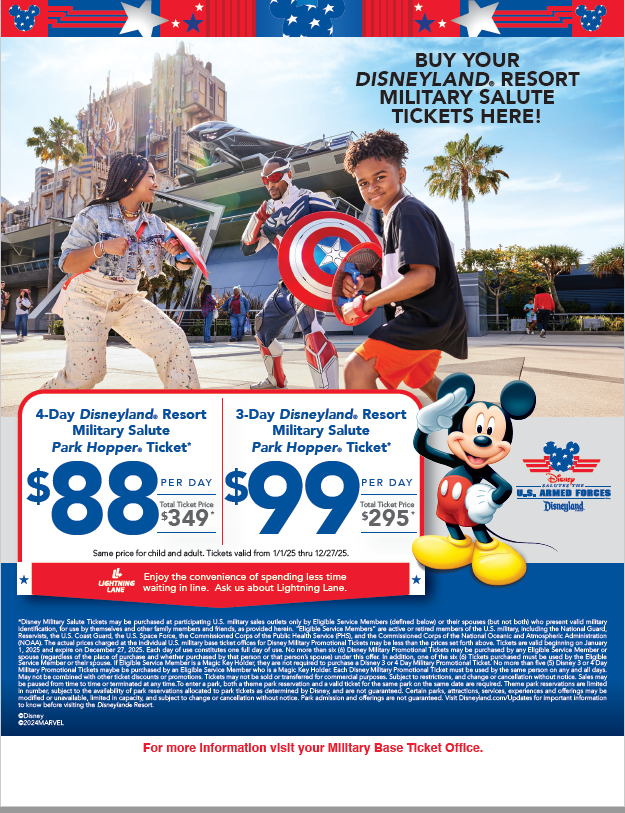 BUY YOUR
DISNEYLAND® RESORT
MILITARY SALUTE
TICKETS HERE!
4-Day Disneyland® Resort
Military Salute
Park Hopper® Ticket*
$88 PER DAY
Total Ticket Price
$349*
3-Day Disneyland® Resort
Military Salute
Park Hopper® Ticket*
$99 PER DAY
Total Ticket Price
$295*
Same price for child and adult. Tickets valid from 1/1/25 thru 12/27/25.
LIGHTNING
LANE
Enjoy the convenience of spending less time
waiting in line. Ask us about Lightning Lane.
Disney
SALUTES THE
U.S. ARMED FORCES
Disneyland
*Disney Military Salute Tickets may be purchased at participating U.S. military sales outlets only by Eligible Service Members (defined below) or their spouses (but not both) who present valid military
identification, for use by themselves and other family members and friends, as provided herein. "Eligible Service Members" are active or retired members of the U.S. military, including the National Guard,
Reservists, the U.S. Coast Guard, the U.S. Space Force, the Commissioned Corps of the Public Health Service (PHS), and the Commissioned Corps of the National Oceanic and Atmospheric Administration
(NOAA). The actual prices charged at the individual U.S. military base ticket offices for Disney Military Promotional Tickets may be less than the prices set forth above. Tickets are valid beginning on January
1, 2025 and expire on December 27, 2025. Each day of use constitutes one full day of use. No more than six (6) Disney Military Promotional Tickets may be purchased by any Eligible Service Member or
spouse (regardless of the place of purchase and whether purchased by that person or that person's spouse) under this offer. In addition, one of the six (6) Tickets purchased must be used by the Eligible
Service Member or their spouse. If Eligible Service Member is a Magic Key Holder, they are not required to purchase a Disney 3 or 4 Day Military Promotional Ticket. No more than five (5) Disney 3 or 4 Day
Military Promotional Tickets maybe be purchased by an Eligible Service Member who is a Magic Key Holder. Each Disney Military Promotional Ticket must be used by the same person on any and all days.
May not be combined with other ticket discounts or promotions. Tickets may not be sold or transferred for commercial purposes. Subject to restrictions, and change or cancellation without notice. Sales may
be paused from time to time or terminated at any time.To enter a park, both a theme park reservation and a valid ticket for the same park on the same date are required. Theme park reservations are limited
in number, subject to the availability of park reservations allocated to park tickets as determined by Disney, and are not guaranteed. Certain parks, attractions, services, experiences and offerings may be
modified or unavailable, limited in capacity, and subject to change or cancellation without notice. Park admission and offerings are not guaranteed. Visit Disneyland.com/Updates for important information
to know before visiting the Disneylande Resort.
©Disney
©2024MARVEL
For more information visit your Military Base Ticket Office.